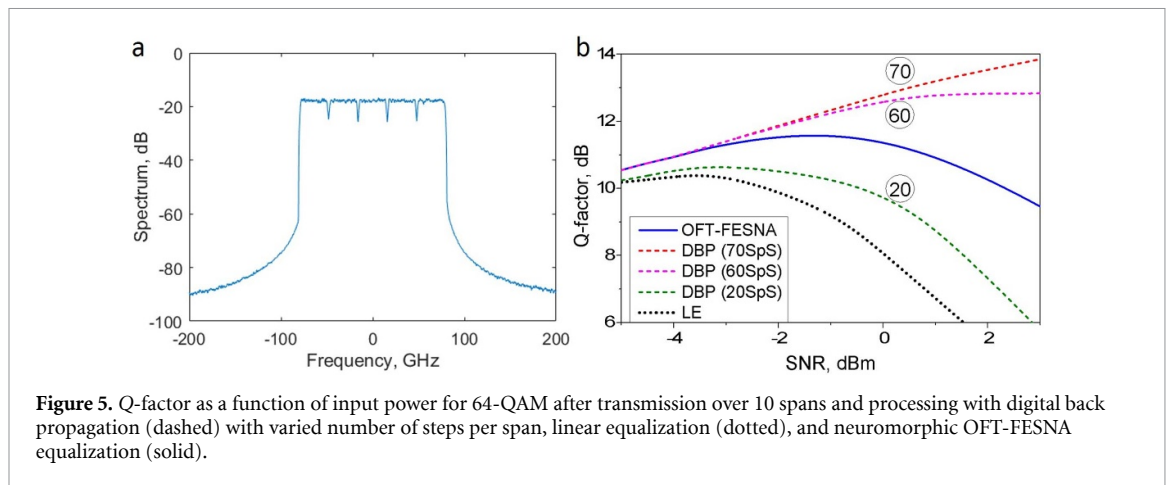 a
0
-20
-40
-60
-80
-100
Spectrum, dB
-200
-100
0
100
200
Frequency, GHz
b
14
12
10
8
6
Q-factor, dB
70
60
20
OFT-FESNA
DBP (70SpS)
DBP (60SpS)
DBP (20SpS)
LE
-4
-2
0
2
SNR, dBm
Figure 5. Q-factor as a function of input power for 64-QAM after transmission over 10 spans and processing with digital back
propagation (dashed) with varied number of steps per span, linear equalization (dotted), and neuromorphic OFT-FESNA
equalization (solid).